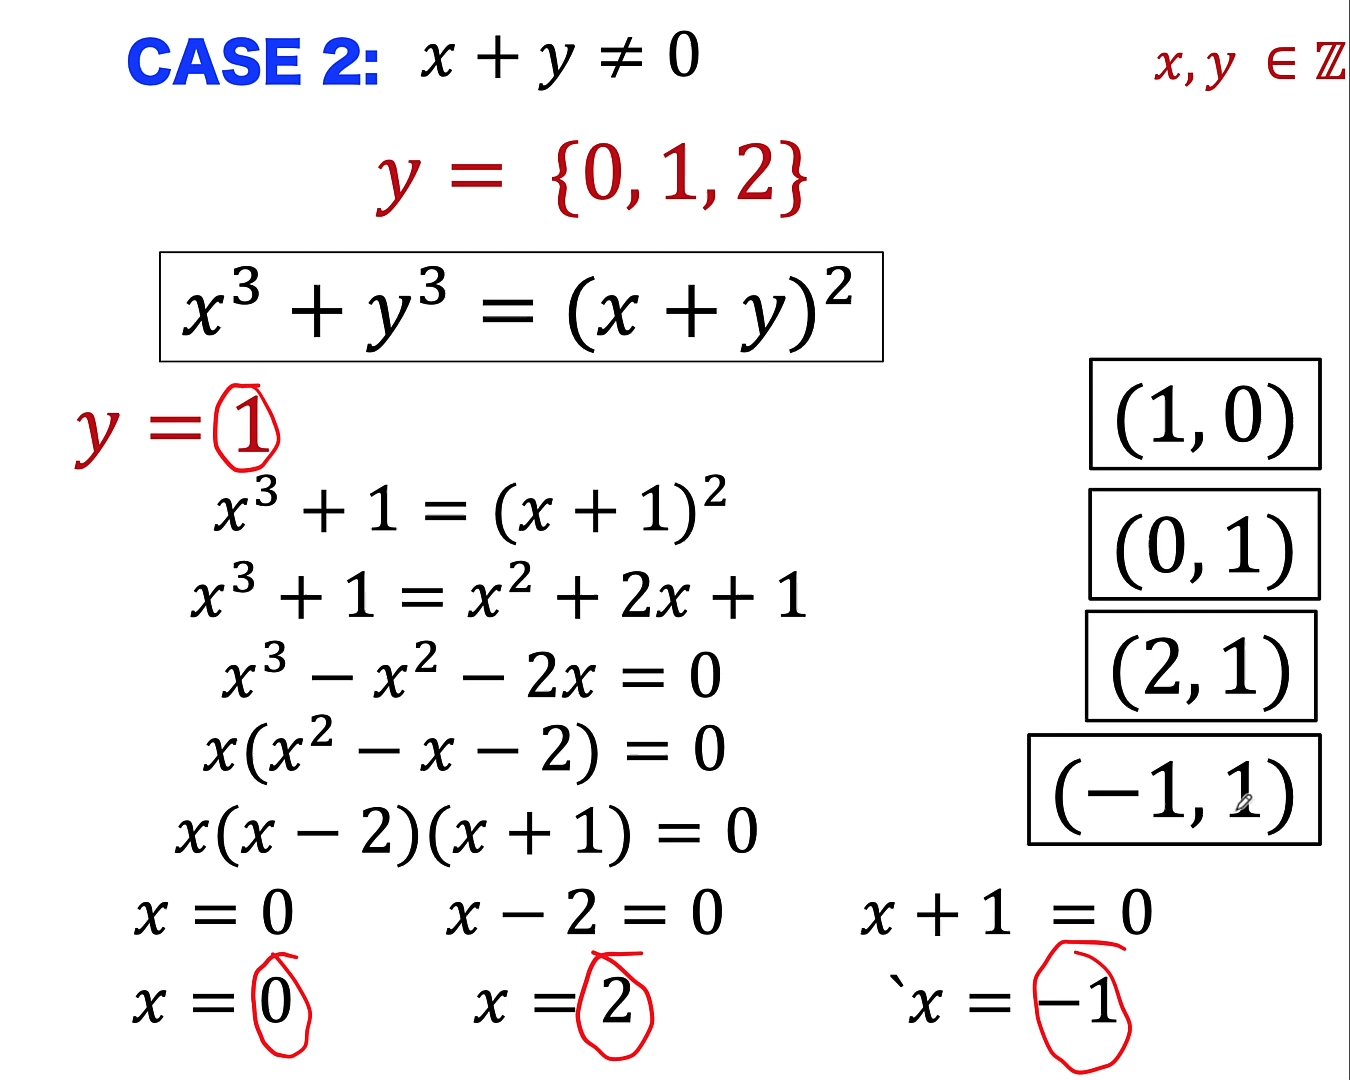 CASE 2: x + y ≠ 0
x, y ∈ ℤ
y = {0, 1, 2}
x³ + y³ = (x + y)²
y = 1
x³ + 1 = (x + 1)²
x³ + 1 = x² + 2x + 1
x³ − x² − 2x = 0
x(x² − x − 2) = 0
x(x − 2)(x + 1) = 0
x = 0 x − 2 = 0 x + 1 = 0
x = 0 x = 2 `x = −1
(1, 0)
(0, 1)
(2, 1)
(−1, 1)